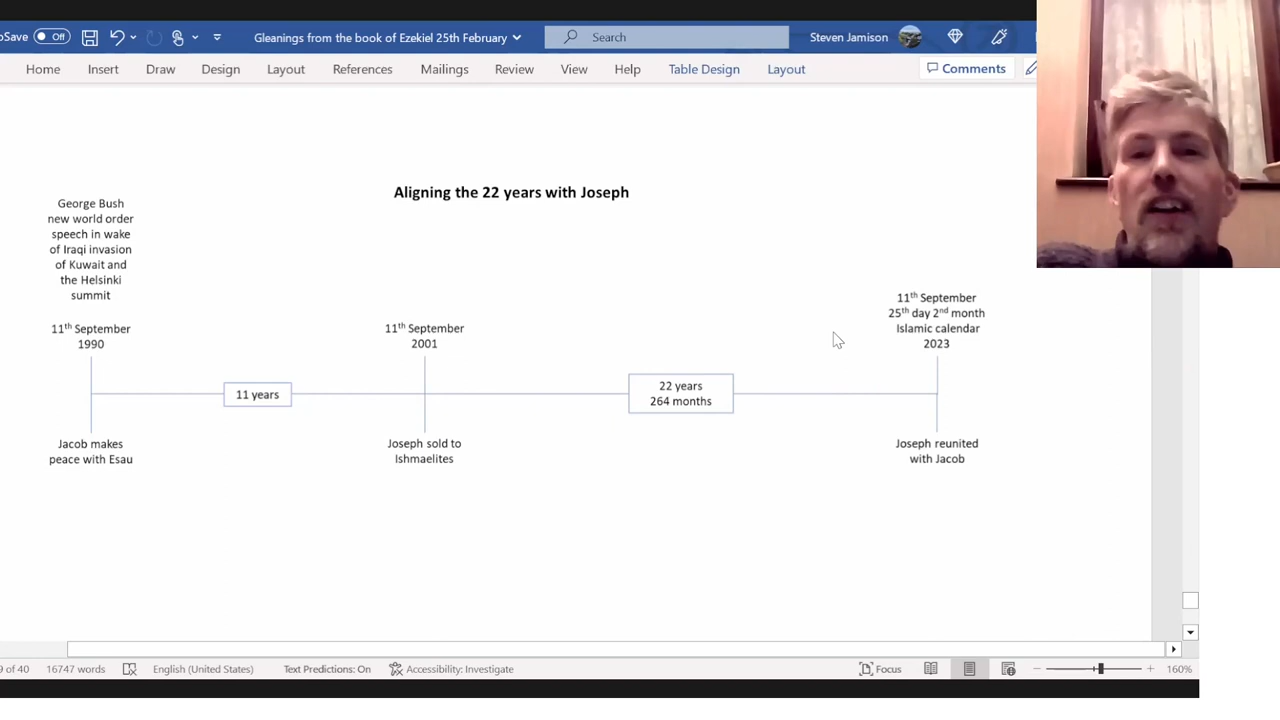 oSave Off
Gleanings from the book of Ezekiel 25th February
Search
Steven Jamison
Home Insert Draw Design Layout References Mailings Review View Help Table Design Layout
Comments
Aligning the 22 years with Joseph
George Bush
new world order
speech in wake
of Iraqi invasion
of Kuwait and
the Helsinki
summit
11th September
1990
11th September
2001
11th September
25th day 2nd month
Islamic calendar
2023
11 years
22 years
264 months
Jacob makes
peace with Esau
Joseph sold to
Ishmaelites
Joseph reunited
with Jacob
9 of 40 16747 words English (United States) Text Predictions: On Accessibility: Investigate Focus 160%